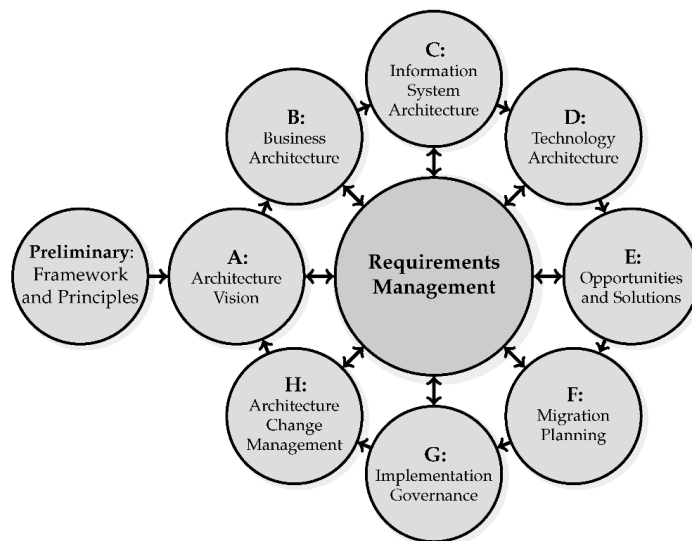 C:
Information
System
Architecture
B:
Business
Architecture
D:
Technology
Architecture
Preliminary:
Framework
and Principles
A:
Architecture
Vision
Requirements
Management
E:
Opportunities
and Solutions
H:
Architecture
Change
Management
F:
Migration
Planning
G:
Implementation
Governance